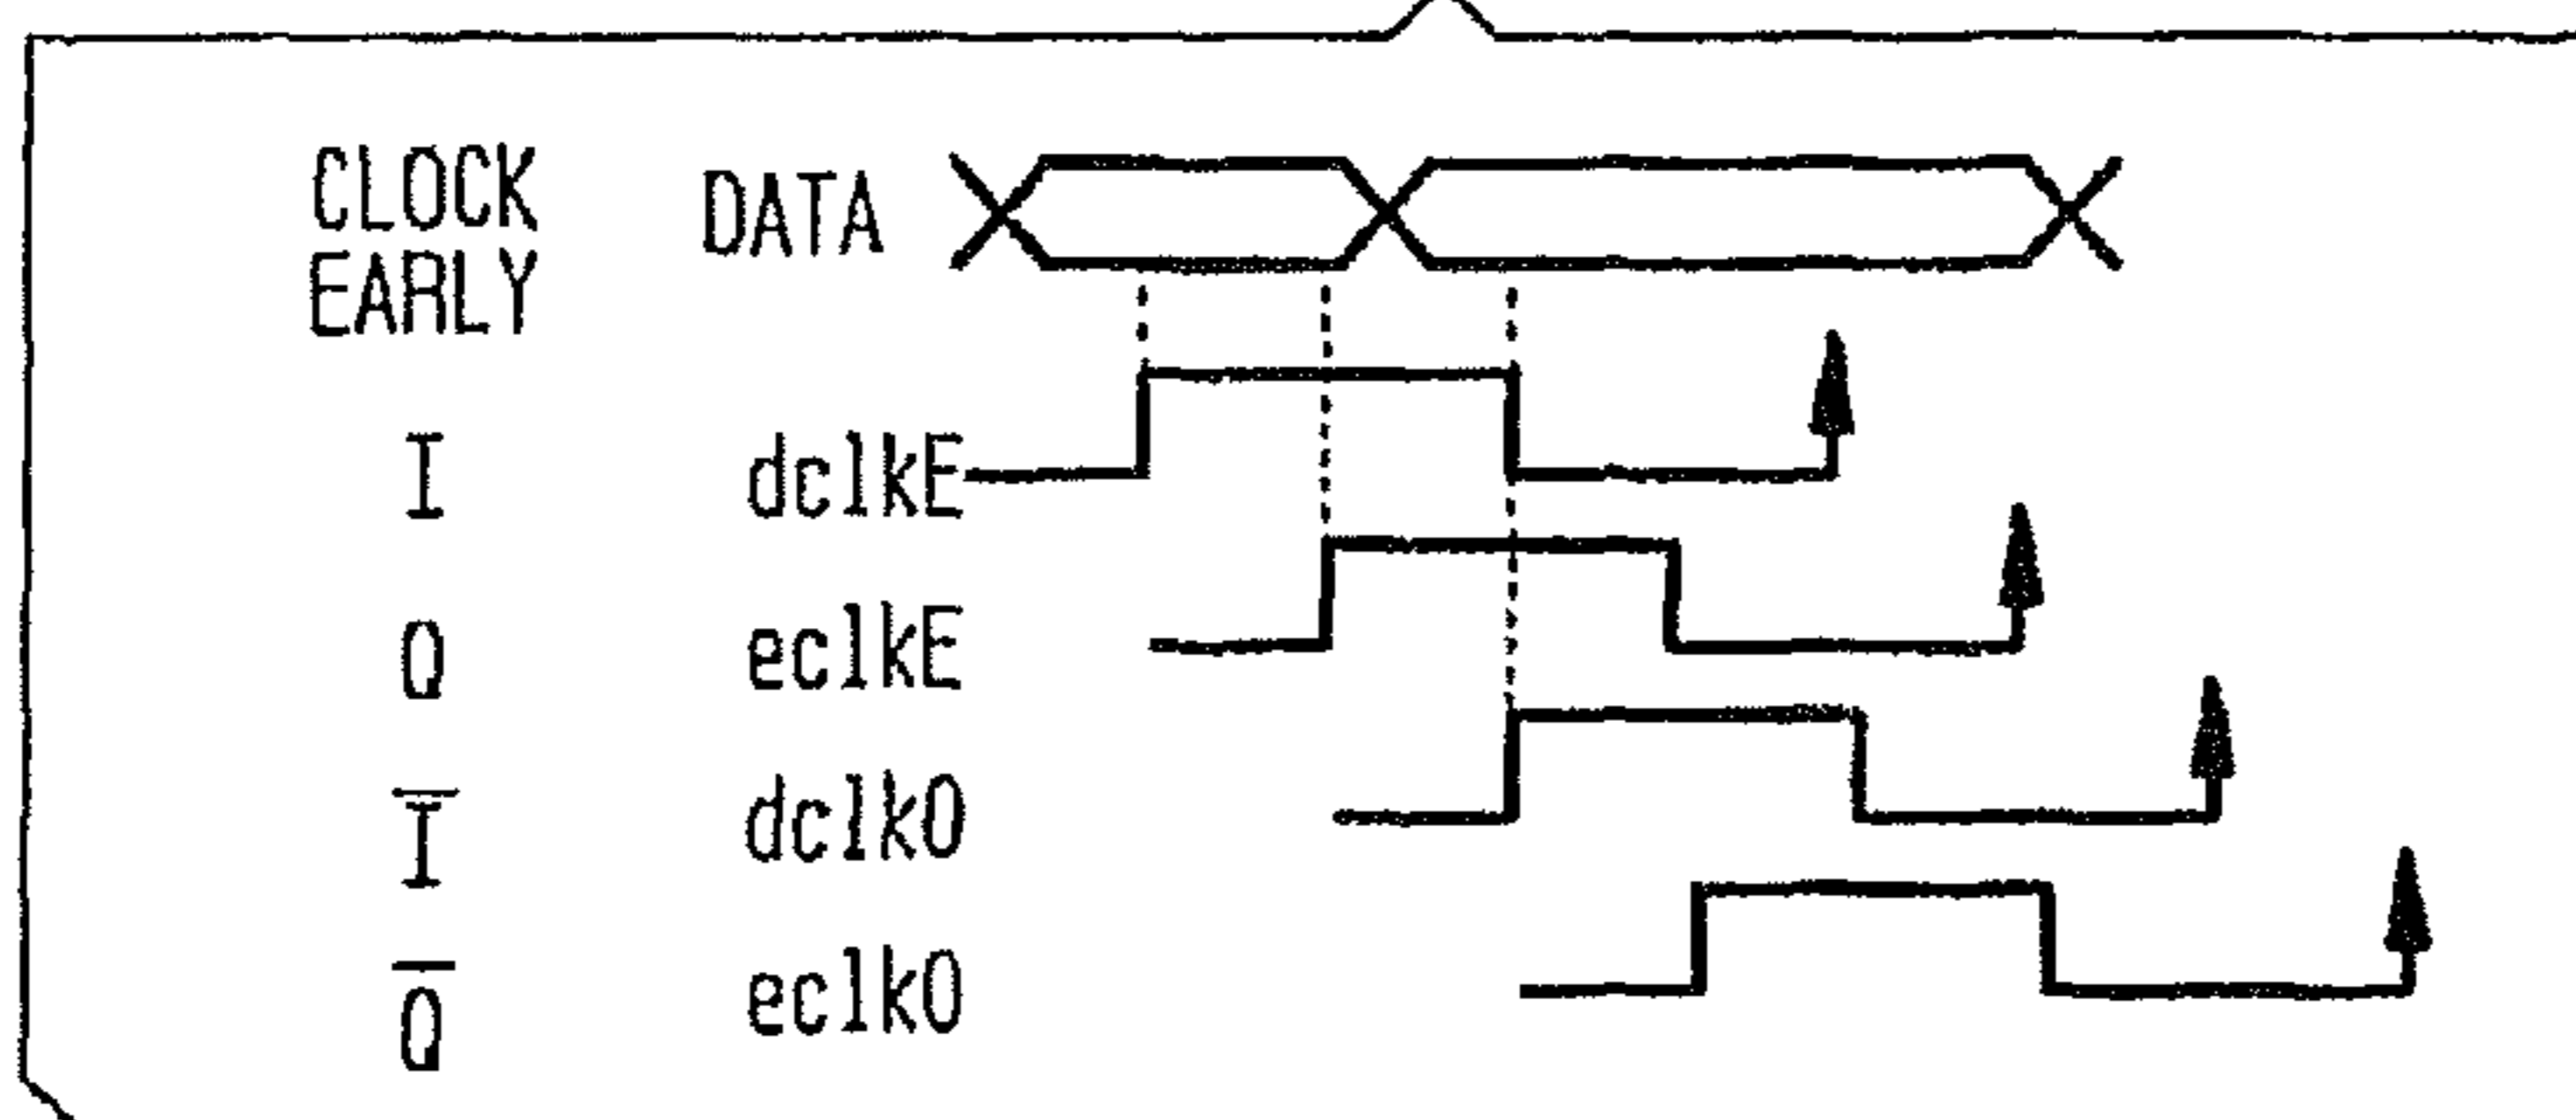 CLOCK
EARLY
DATA
I dclkE
Q eclkE
I̅ dclkO
Q̅ eclkO